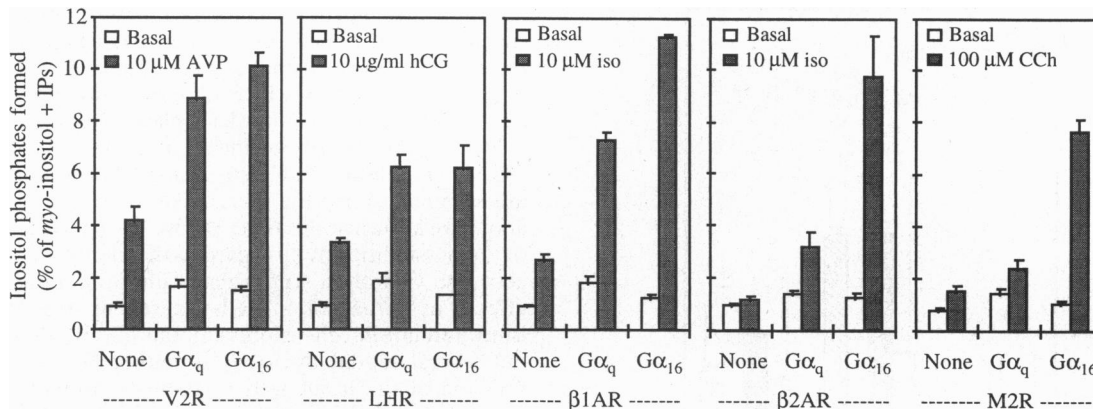 Inositol phosphates formed
(% of myo-inositol + IPs)
12
10
8
6
4
2
0
Basal
10 μM AVP
None Gαq Gα16
--------V2R--------
Basal
10 μg/ml hCG
None Gαq Gα16
--------LHR--------
Basal
10 μM iso
None Gαq Gα16
--------β1AR--------
Basal
10 μM iso
None Gαq Gα16
--------β2AR--------
Basal
100 μM CCh
None Gαq Gα16
--------M2R--------